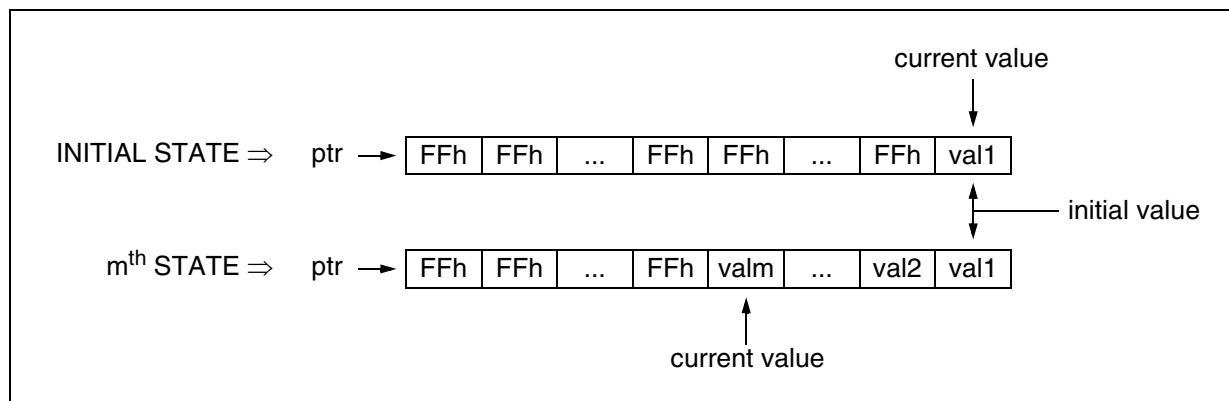 current value
INITIAL STATE ⇒ ptr FFh FFh ... FFh FFh ... FFh val1
initial value
mth STATE ⇒ ptr FFh FFh ... FFh valm ... val2 val1
current value